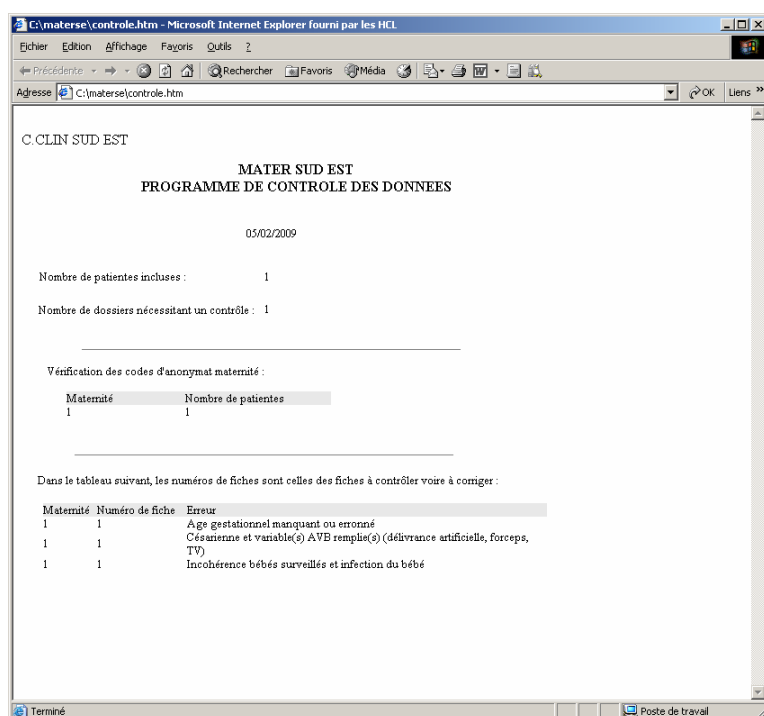 C:\materse\controle.htm - Microsoft Internet Explorer fourni par les HCL
Fichier Edition Affichage Favoris Outils ?
Précédente Rechercher Favoris Média
Adresse C:\materse\controle.htm OK Liens »
C.CLIN SUD EST
MATER SUD EST
PROGRAMME DE CONTROLE DES DONNEES
05/02/2009
Nombre de patientes incluses : 1
Nombre de dossiers nécessitant un contrôle : 1
Vérification des codes d'anonymat maternité :
Maternité Nombre de patientes
1 1
Dans le tableau suivant, les numéros de fiches sont celles des fiches à contrôler voire à corriger :
Maternité Numéro de fiche Erreur
1 1 Age gestationnel manquant ou erronné
1 1 Césarienne et variable(s) AVB remplie(s) (délivrance artificielle, forceps,
TV)
1 1 Incohérence bébés surveillés et infection du bébé
Terminé Poste de travail